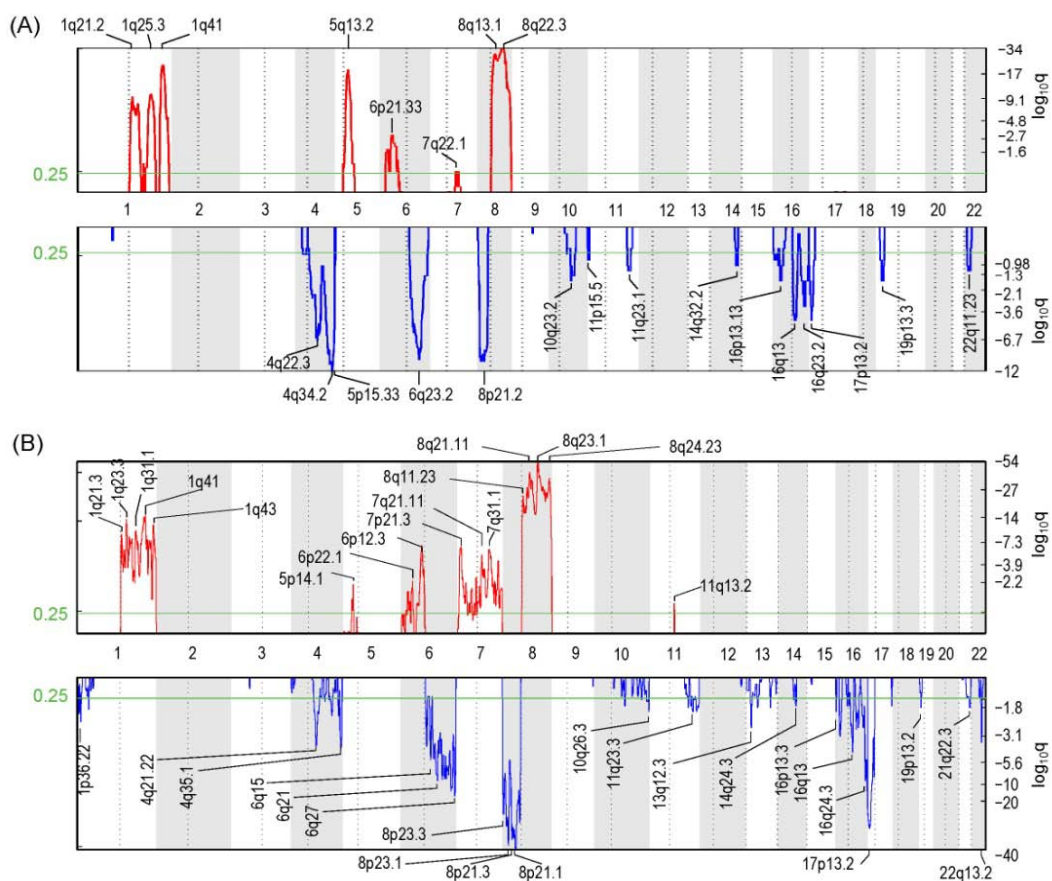 (A)
1q21.2 1q25.3 1q41 5q13.2 8q13.1 8q22.3
6p21.33
7q22.1
0.25
−34
−17
−9.1
−4.8
−2.7
−1.6
log10q
1 2 3 4 5 6 7 8 9 10 11 12 13 14 15 16 17 18 19 20 22
0.25
−0.98
−1.3
−2.1
−3.6
−6.7
−12
log10q
4q22.3
4q34.2
5p15.33
6q23.2
8p21.2
10q23.2
11p15.5
11q23.1
14q32.2
16p13.13
16q13
16q23.2
17p13.2
19p13.3
22q11.23
(B)
1q21.3
1q23.3
1q31.1
1q41
1q43
5p14.1
6p22.1
6p12.3
7p21.3
7q21.11
7q31.1
8q11.23
8q21.11
8q23.1
8q24.23
11q13.2
0.25
−54
−27
−14
−7.3
−3.9
−2.2
log10q
1 2 3 4 5 6 7 8 9 10 11 12 13 14 15 16 17 18 19 20 22
0.25
−1.8
−3.1
−5.6
−10
−20
−40
log10q
1p36.22
4q21.22
4q35.1
6q15
6q21
6q27
8p23.3
8p23.1
8p21.3
8p21.1
10q26.3
11q23.3
13q12.3
14q24.3
16p13.3
16q13
16q24.3
17p13.2
19p13.2
21q22.3
22q13.2